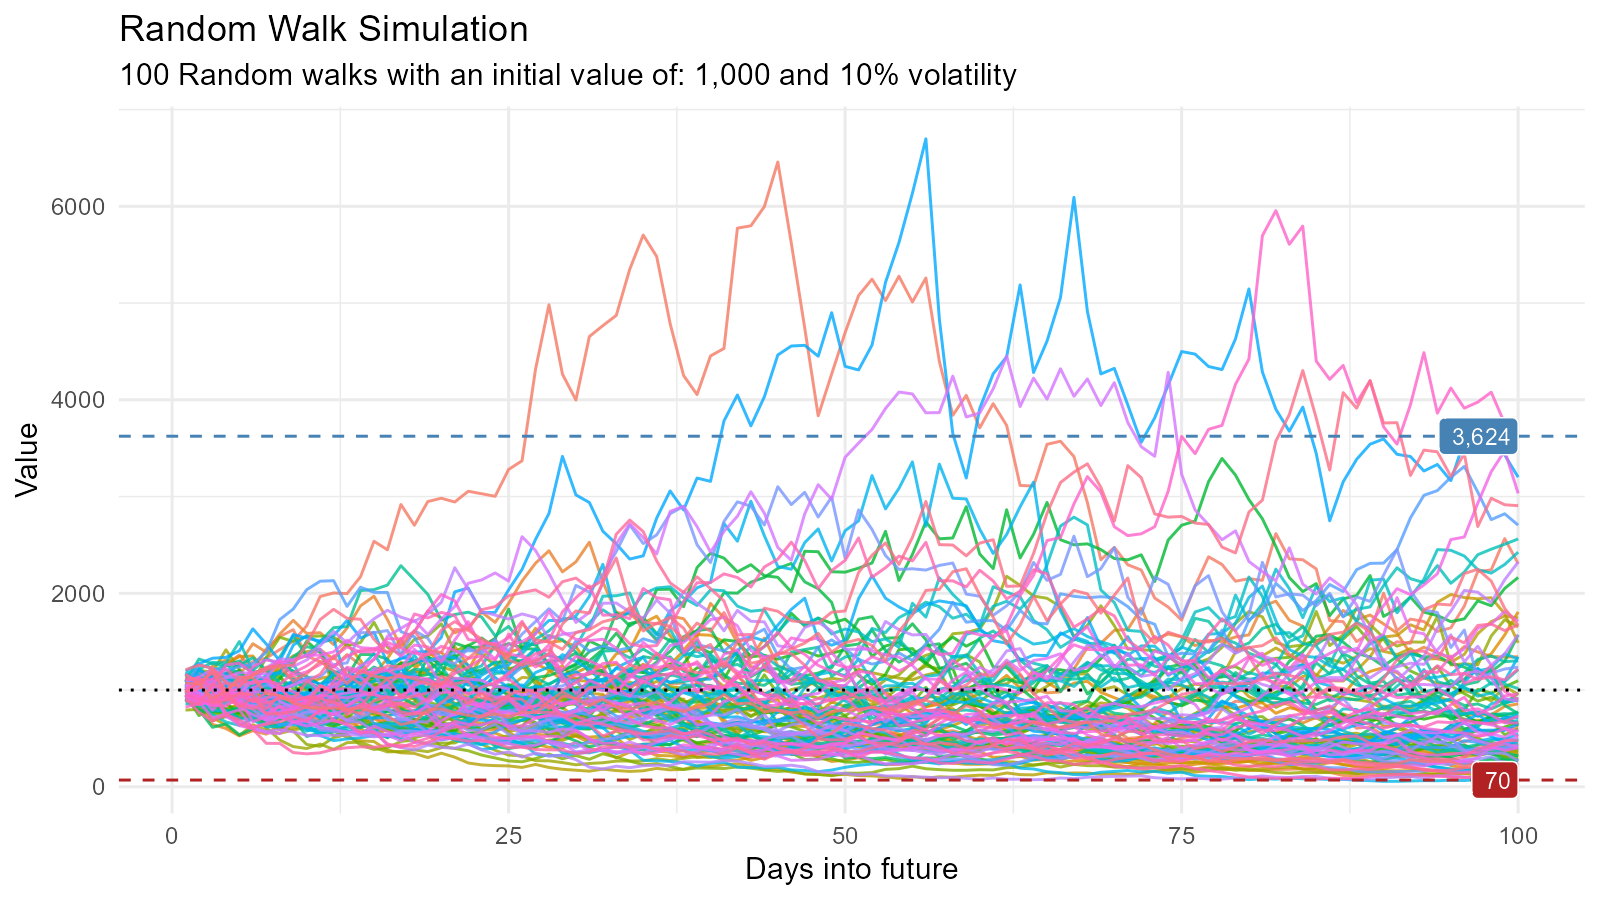 Random Walk Simulation
100 Random walks with an initial value of: 1,000 and 10% volatility
Value
6000
4000
2000
0
3,624
70
0
25
50
75
100
Days into future